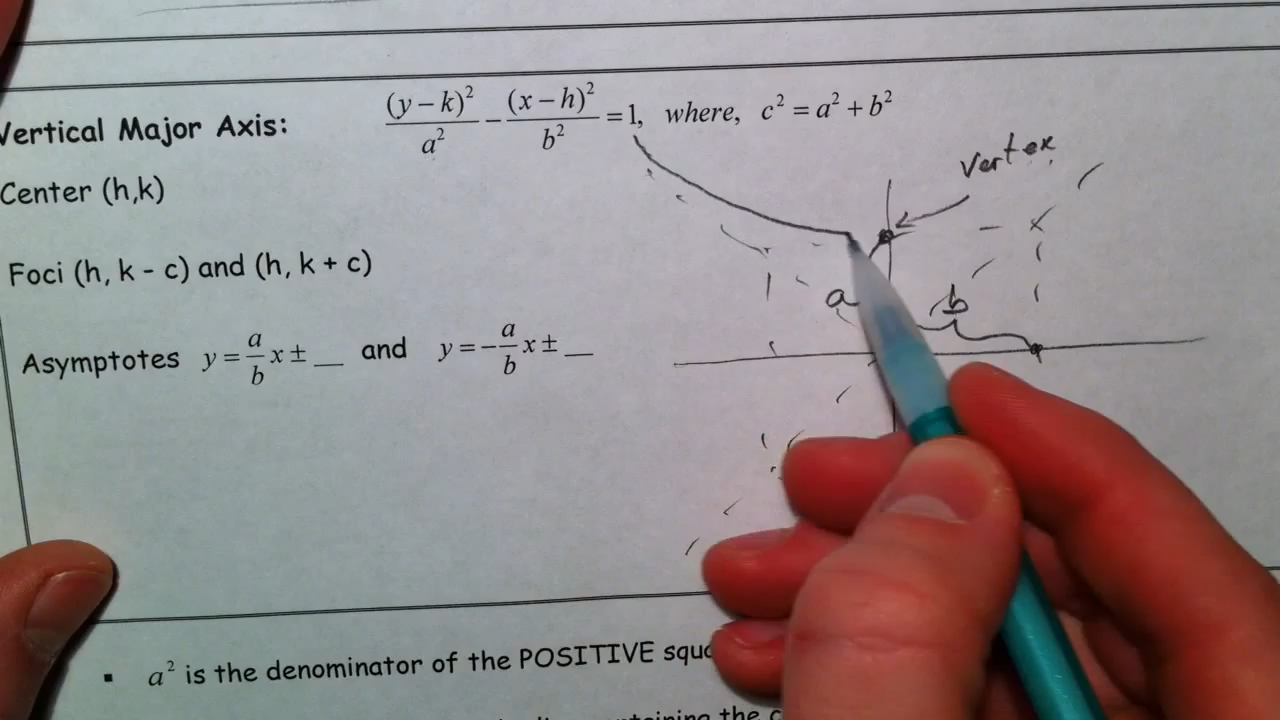 Vertical Major Axis: (y – k)²/a² – (x – h)²/b² = 1, where, c² = a² + b²
Vertex
Center (h,k)
Foci (h, k - c) and (h, k + c)
a b
Asymptotes y = a/b x ± __ and y = – a/b x ± __
▪ a² is the denominator of the POSITIVE
the